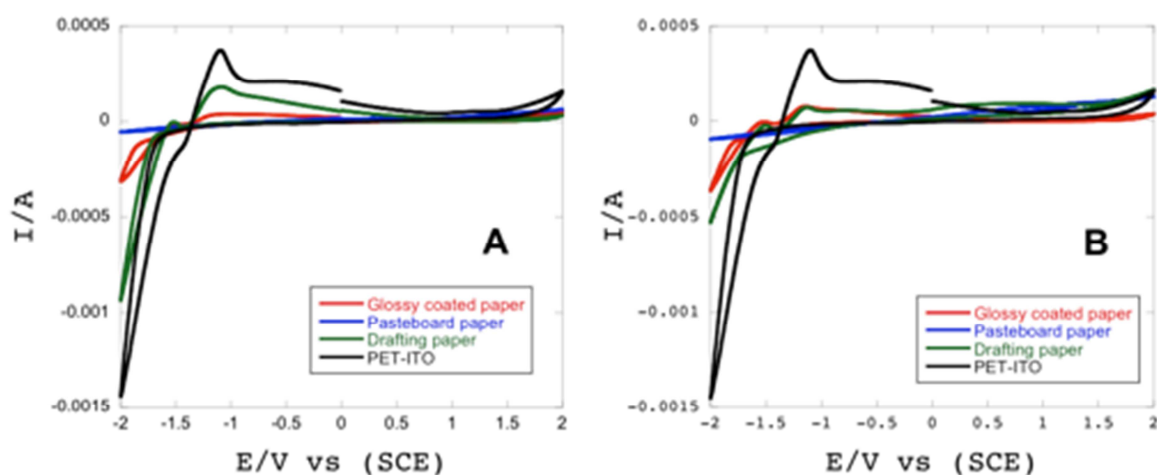 0.0005
0
-0.0005
-0.001
-0.0015
I/A
A
Glossy coated paper
Pasteboard paper
Drafting paper
PET-ITO
-2 -1.5 -1 -0.5 0 0.5 1 1.5 2
E/V vs (SCE)
0.0005
0
-0.0005
-0.001
-0.0015
I/A
B
Glossy coated paper
Pasteboard paper
Drafting paper
PET-ITO
-2 -1.5 -1 -0.5 0 0.5 1 1.5 2
E/V vs (SCE)